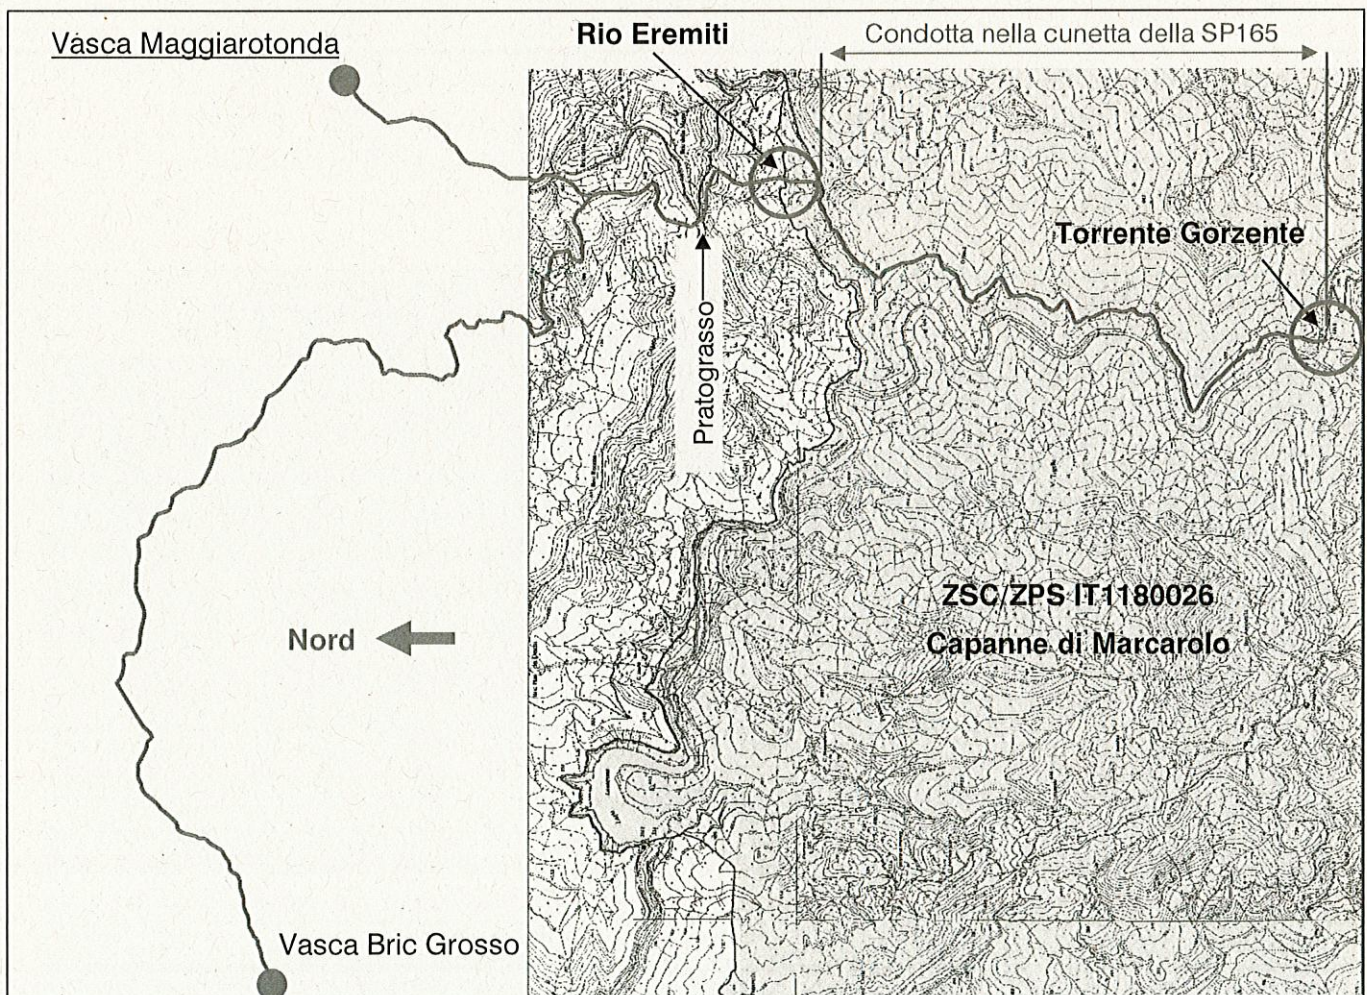 Vasca Maggiarotonda
Rio Eremiti
Condotta nella cunetta della SP165
Torrente Gorzente
Pratograsso
ZSC/ZPS IT1180026
Capanne di Marcarolo
Nord
Vasca Bric Grosso